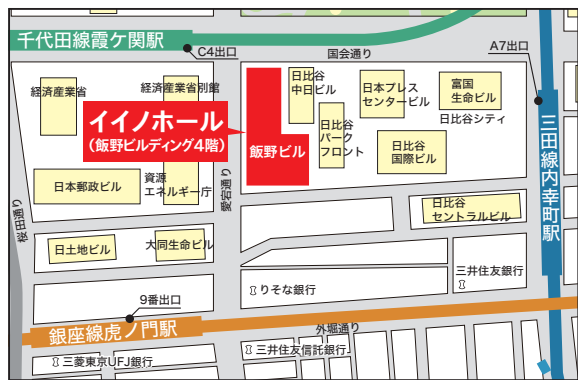 千代田線霞ケ関駅
C4出口
国会通り
A7出口
経済産業省
経済産業省別館
日比谷
中日ビル
日本プレス
センタービル
富国
生命ビル
日比谷シティ
イイノホール
(飯野ビルディング4階)
飯野ビル
日比谷
パーク
フロント
日比谷
国際ビル
三田線内幸町駅
日本郵政ビル
資源
エネルギー庁
愛宕通り
桜田通り
日比谷
セントラルビル
日土地ビル
大同生命ビル
りそな銀行
三井住友銀行
9番出口
銀座線虎ノ門駅
外堀通り
三菱東京UFJ銀行
三井住友信託銀行